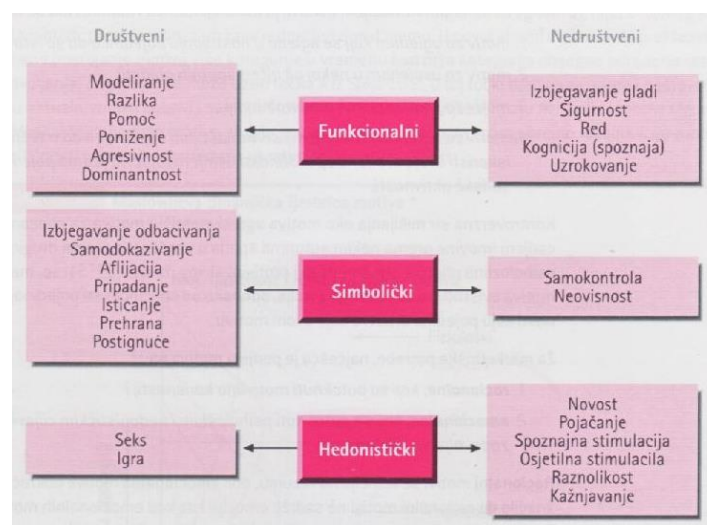 Društveni
Nedruštveni
Modeliranje
Razlika
Pomoć
Poniženje
Agresivnost
Dominantnost
Funkcionalni
Izbjegavanje gladi
Sigurnost
Red
Kognicija (spoznaja)
Uzrokovanje
Izbjegavanje odbacivanja
Samodokazivanje
Aflijacija
Pripadanje
Isticanje
Prehrana
Postignuće
Simbolički
Samokontrola
Neovisnost
Seks
Igra
Hedonistički
Novost
Pojačanje
Spoznajna stimulacija
Osjetilna stimulacila
Raznolikost
Kažnjavanje